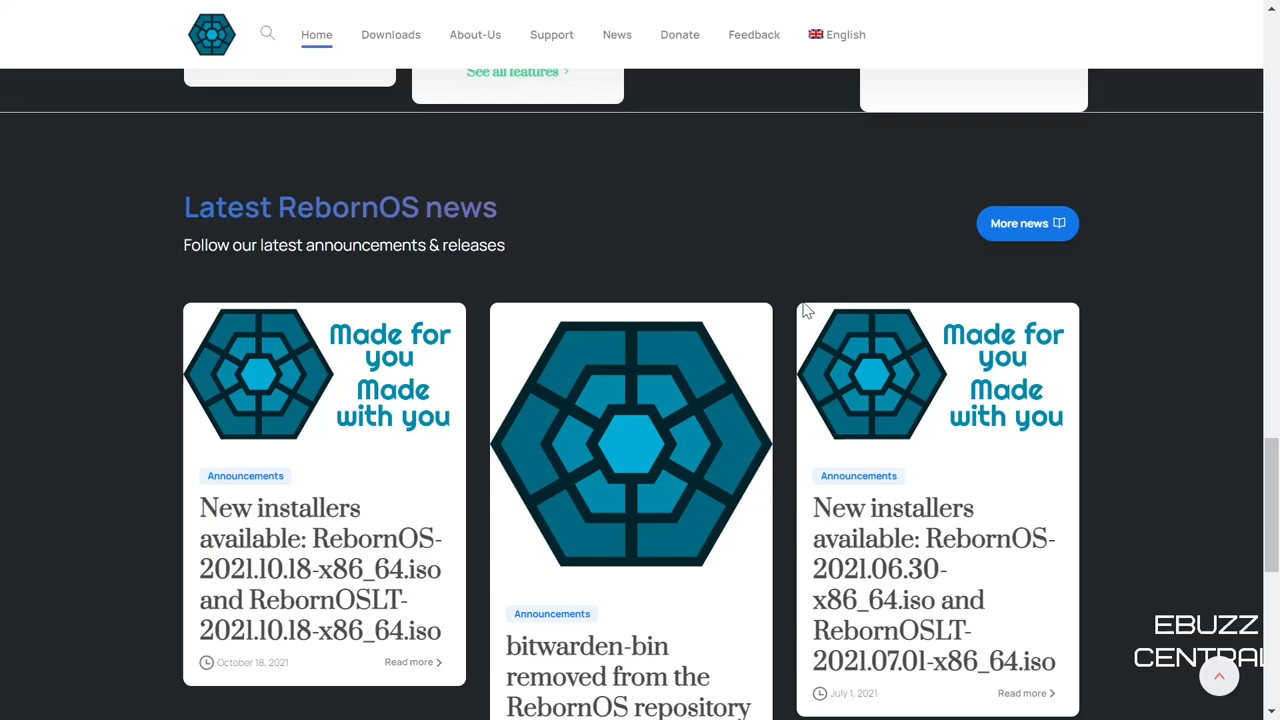 Home
Downloads
About-Us
Support
News
Donate
Feedback
English
See all features
Latest RebornOS news
Follow our latest announcements & releases
More news
Made for
you
Made
with you
Announcements
New installers
available: RebornOS-
2021.10.18-x86_64.iso
and RebornOSLT-
2021.10.18-x86_64.iso
October 18, 2021
Read more
Announcements
bitwarden-bin
removed from the
RebornOS repository
Made for
you
Made
with you
Announcements
New installers
available: RebornOS-
2021.06.30-
x86_64.iso and
RebornOSLT-
2021.07.01-x86_64.iso
July 1, 2021
Read more
EBUZZ
CENTRAL